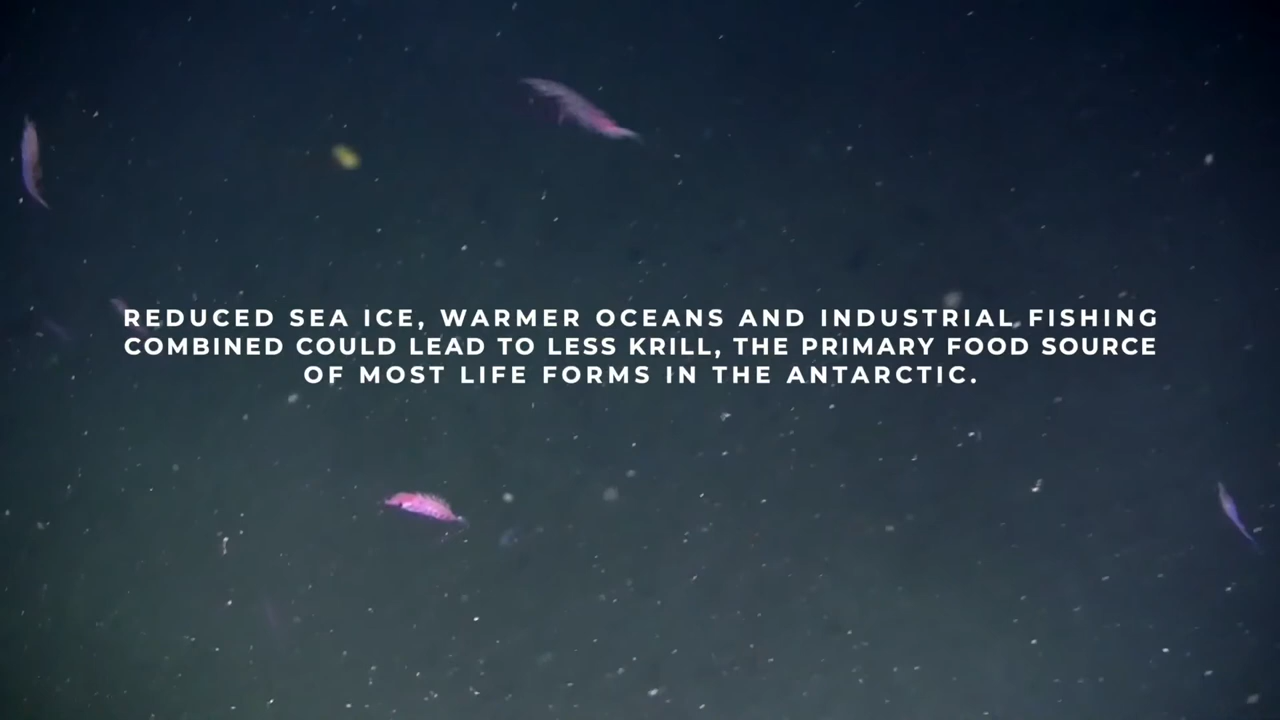 REDUCED SEA ICE, WARMER OCEANS AND INDUSTRIAL FISHING
COMBINED COULD LEAD TO LESS KRILL, THE PRIMARY FOOD SOURCE
OF MOST LIFE FORMS IN THE ANTARCTIC.